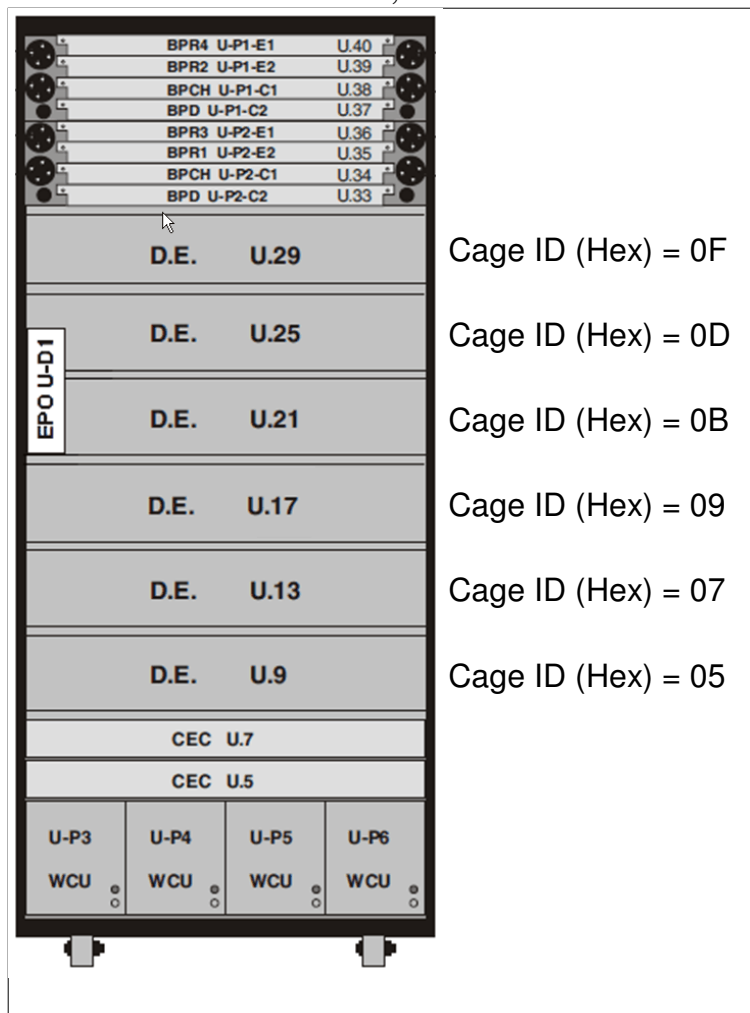 BPR4 U-P1-E1 U.40
BPR2 U-P1-E2 U.39
BPCH U-P1-C1 U.38
BPD U-P1-C2 U.37
BPR3 U-P2-E1 U.36
BPR1 U-P2-E2 U.35
BPCH U-P2-C1 U.34
BPD U-P2-C2 U.33
D.E. U.29 Cage ID (Hex) = 0F
D.E. U.25 Cage ID (Hex) = 0D
EPO U-D1
D.E. U.21 Cage ID (Hex) = 0B
D.E. U.17 Cage ID (Hex) = 09
D.E. U.13 Cage ID (Hex) = 07
D.E. U.9 Cage ID (Hex) = 05
CEC U.7
CEC U.5
U-P3 U-P4 U-P5 U-P6
WCU WCU WCU WCU